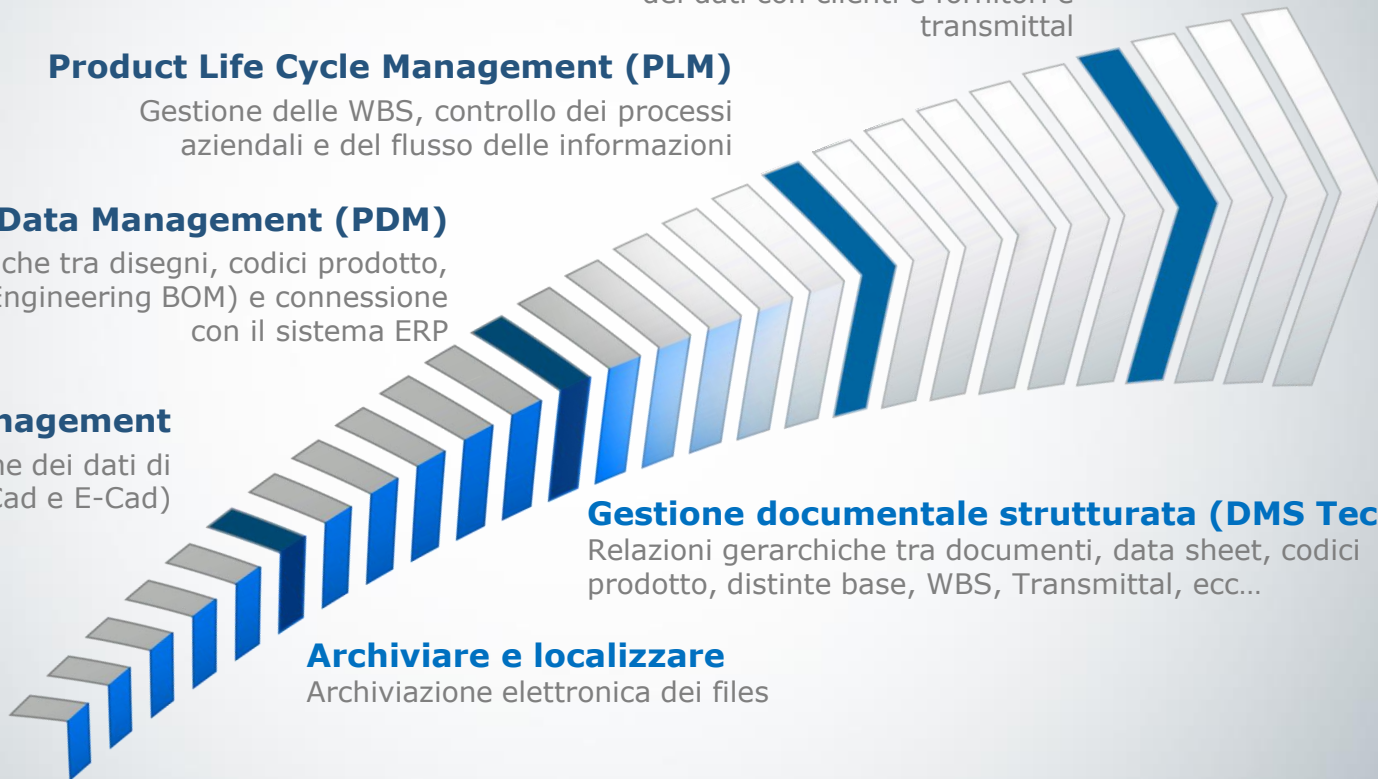 transmittal
Product Life Cycle Management (PLM)
Gestione delle WBS, controllo dei processi
aziendali e del flusso delle informazioni
Data Management (PDM)
che tra disegni, codici prodotto,
Engineering BOM) e connessione
con il sistema ERP
dei dati di
Cad e E-Cad)
Gestione documentale strutturata (DMS Tec
Relazioni gerarchiche tra documenti, data sheet, codici
prodotto, distinte base, WBS, Transmittal, ecc…
Archiviare e localizzare
Archiviazione elettronica dei files